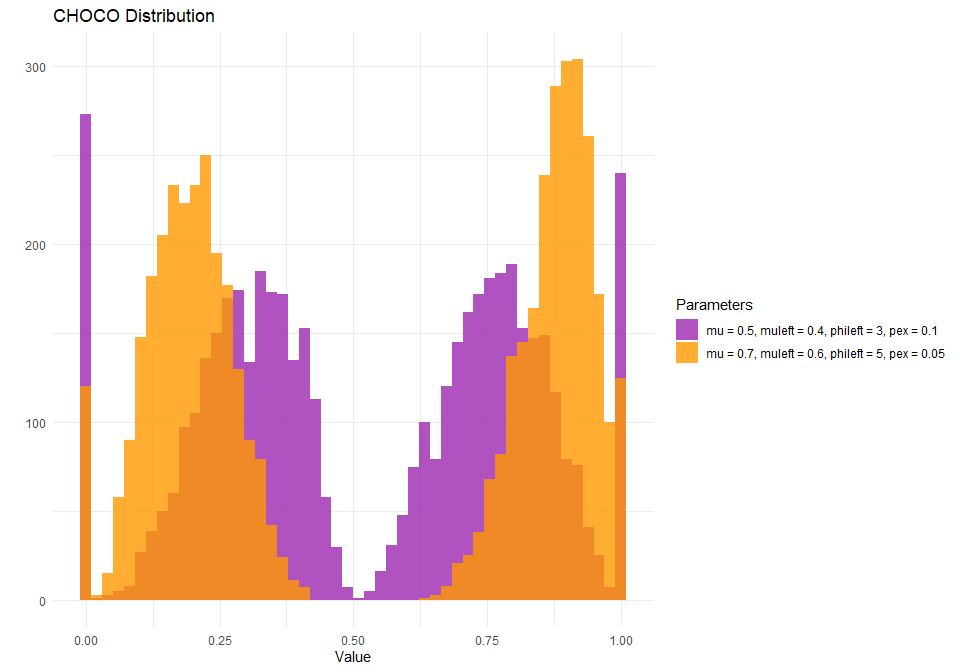 CHOCO Distribution
300
200
100
0
0.00 0.25 0.50 0.75 1.00
Value
Parameters
mu = 0.5, muleft = 0.4, phileft = 3, pex = 0.1
mu = 0.7, muleft = 0.6, phileft = 5, pex = 0.05